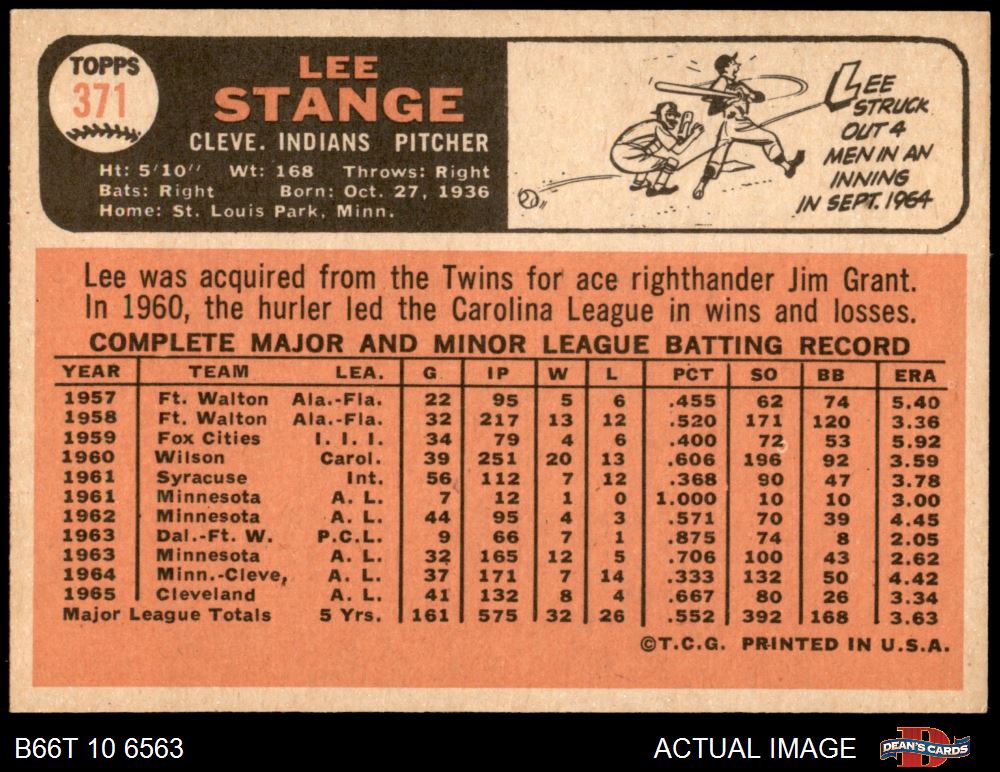 TOPPS
371
LEE
STANGE
CLEVE. INDIANS PITCHER
Ht: 5'10" Wt: 168 Throws: Right
Bats: Right Born: Oct. 27, 1936
Home: St. Louis Park, Minn.
LEE
STRUCK
OUT 4
MEN IN AN
INNING
IN SEPT. 1964
Lee was acquired from the Twins for ace righthander Jim Grant.
In 1960, the hurler led the Carolina League in wins and losses.
COMPLETE MAJOR AND MINOR LEAGUE BATTING RECORD
YEAR TEAM LEA. G IP W L PCT SO BB ERA
1957 Ft. Walton Ala.-Fla. 22 95 5 6 .455 62 74 5.40
1958 Ft. Walton Ala.-Fla. 32 217 13 12 .520 171 120 3.36
1959 Fox Cities I. I. I. 34 79 4 6 .400 72 53 5.92
1960 Wilson Carol. 39 251 20 13 .606 196 92 3.59
1961 Syracuse Int. 56 112 7 12 .368 90 47 3.78
1961 Minnesota A. L. 7 12 1 0 1.000 10 10 3.00
1962 Minnesota A. L. 44 95 4 3 .571 70 39 4.45
1963 Dal.-Ft. W. P.C.L. 9 66 7 1 .875 74 8 2.05
1963 Minnesota A. L. 32 165 12 5 .706 100 43 2.62
1964 Minn.-Cleve, A. L. 37 171 7 14 .333 132 50 4.42
1965 Cleveland A. L. 41 132 8 4 .667 80 26 3.34
Major League Totals 5 Yrs. 161 575 32 26 .552 392 168 3.63
©T.C.G. PRINTED IN U.S.A.
B66T 10 6563 ACTUAL IMAGE DEAN'S CARDS